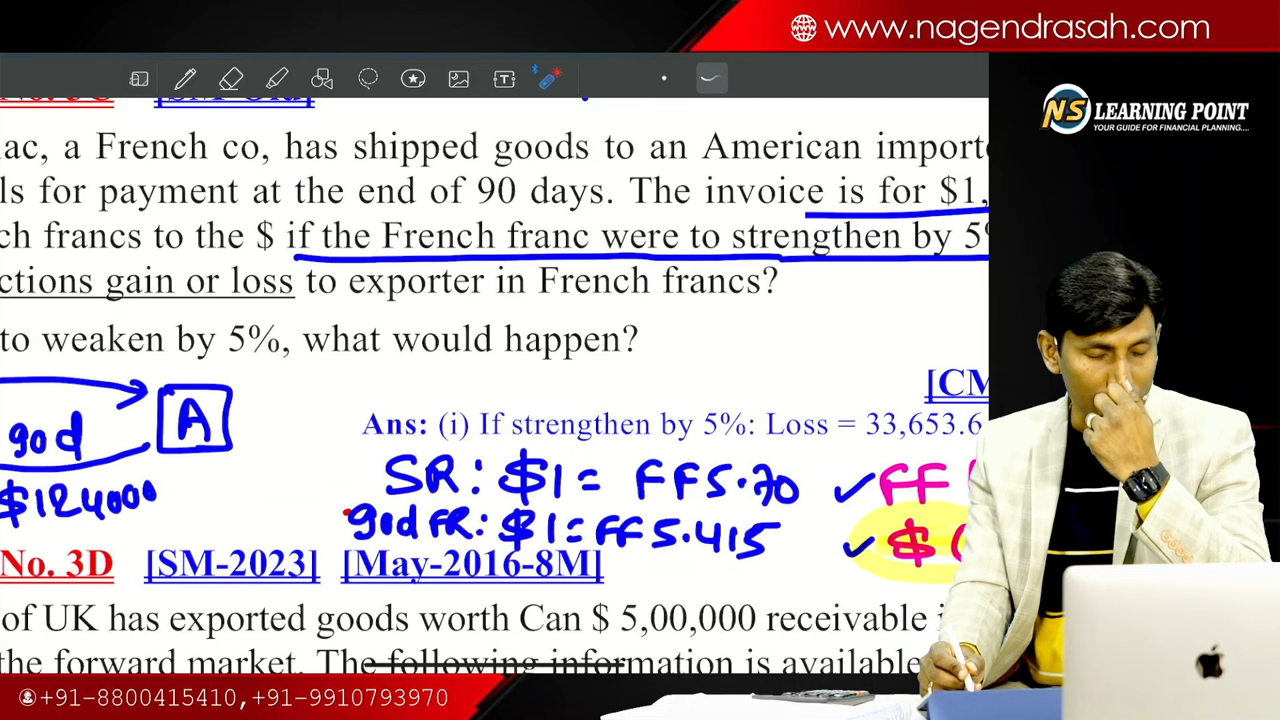 www.nagendrasah.com
NS LEARNING POINT
YOUR GUIDE FOR FINANCIAL PLANNING....
ac, a French co, has shipped goods to an American
ls for payment at the end of 90 days. The invoice is for $1,
ch francs to the $ if the French franc were to strengthen by 5%
ctions gain or loss to exporter in French francs?
to weaken by 5%, what would happen?
[CM
Ans: (i) If strengthen by 5%: Loss = 33,653.6
A
god
$124000
SR: $1 = FF5.70
FF
90d FR: $1 = FF5.415
$ (
No. 3D [SM-2023] [May-2016-8M]
of UK has exported goods worth Can $ 5,00,000 receivable
the forward market. The following information is available
+91-8800415410,+91-9910793970